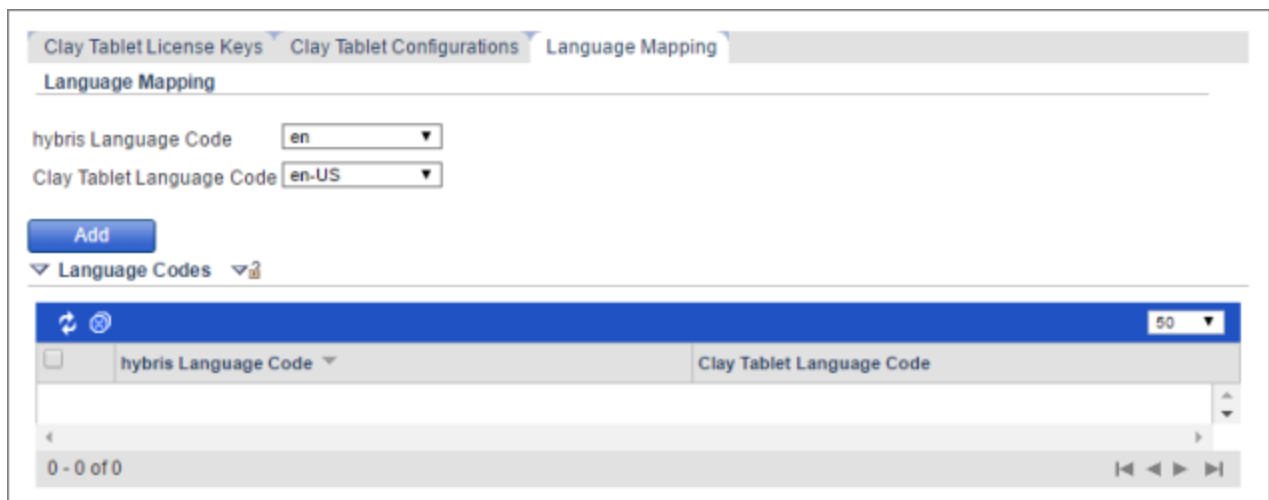 Clay Tablet License Keys Clay Tablet Configurations Language Mapping
Language Mapping
hybris Language Code en
Clay Tablet Language Code en-US
Add
Language Codes
50
hybris Language Code Clay Tablet Language Code
0 - 0 of 0